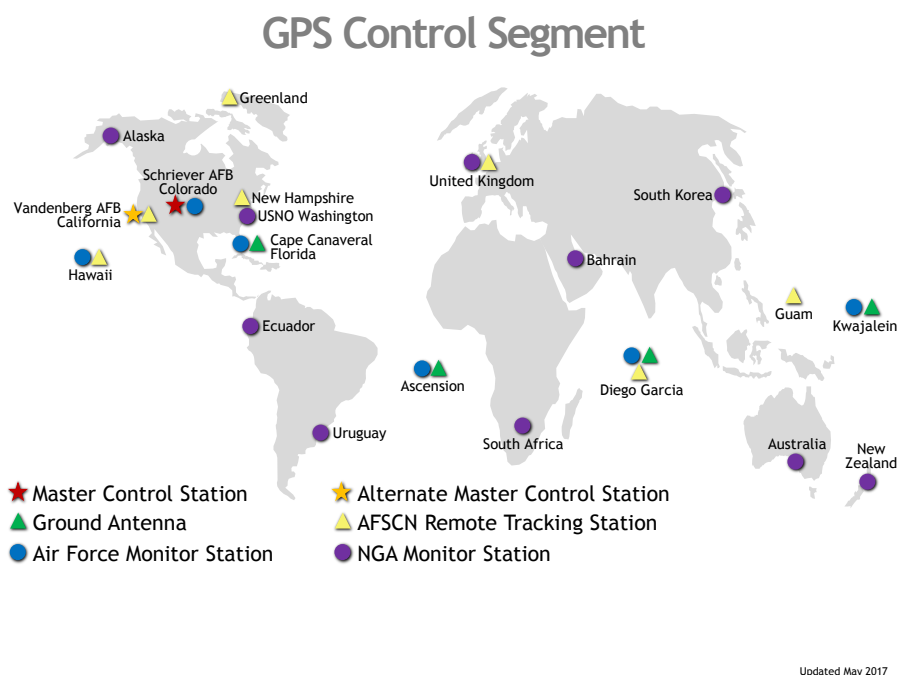 GPS Control Segment
Greenland
Alaska
Schriever AFB
Colorado
Vandenberg AFB
California
New Hampshire
USNO Washington
Cape Canaveral
Florida
Hawaii
United Kingdom
South Korea
Bahrain
Guam
Kwajalein
Ecuador
Ascension
Diego Garcia
Uruguay
South Africa
Australia
New
Zealand
Master Control Station
Alternate Master Control Station
Ground Antenna
AFSCN Remote Tracking Station
Air Force Monitor Station
NGA Monitor Station
Updated May 2017